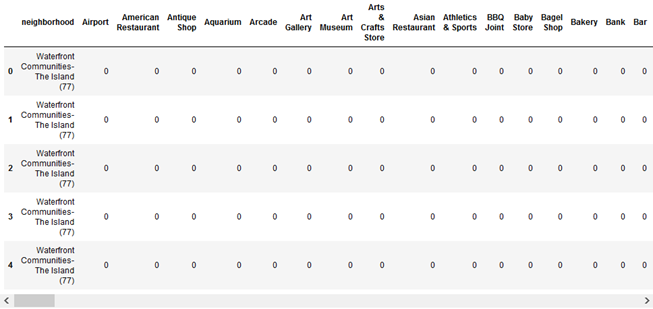 neighborhood Airport American Restaurant Antique Shop Aquarium Arcade Art Gallery Art Museum Arts & Crafts Store Asian Restaurant Athletics & Sports BBQ Joint Baby Store Bagel Shop Bakery Bank Bar
0 Waterfront Communities-The Island (77) 0 0 0 0 0 0 0 0 0 0 0 0 0 0 0 0
1 Waterfront Communities-The Island (77) 0 0 0 0 0 0 0 0 0 0 0 0 0 0 0 0
2 Waterfront Communities-The Island (77) 0 0 0 0 0 0 0 0 0 0 0 0 0 0 0 0
3 Waterfront Communities-The Island (77) 0 0 0 0 0 0 0 0 0 0 0 0 0 0 0 0
4 Waterfront Communities-The Island (77) 0 0 0 0 0 0 0 0 0 0 0 0 0 0 0 0